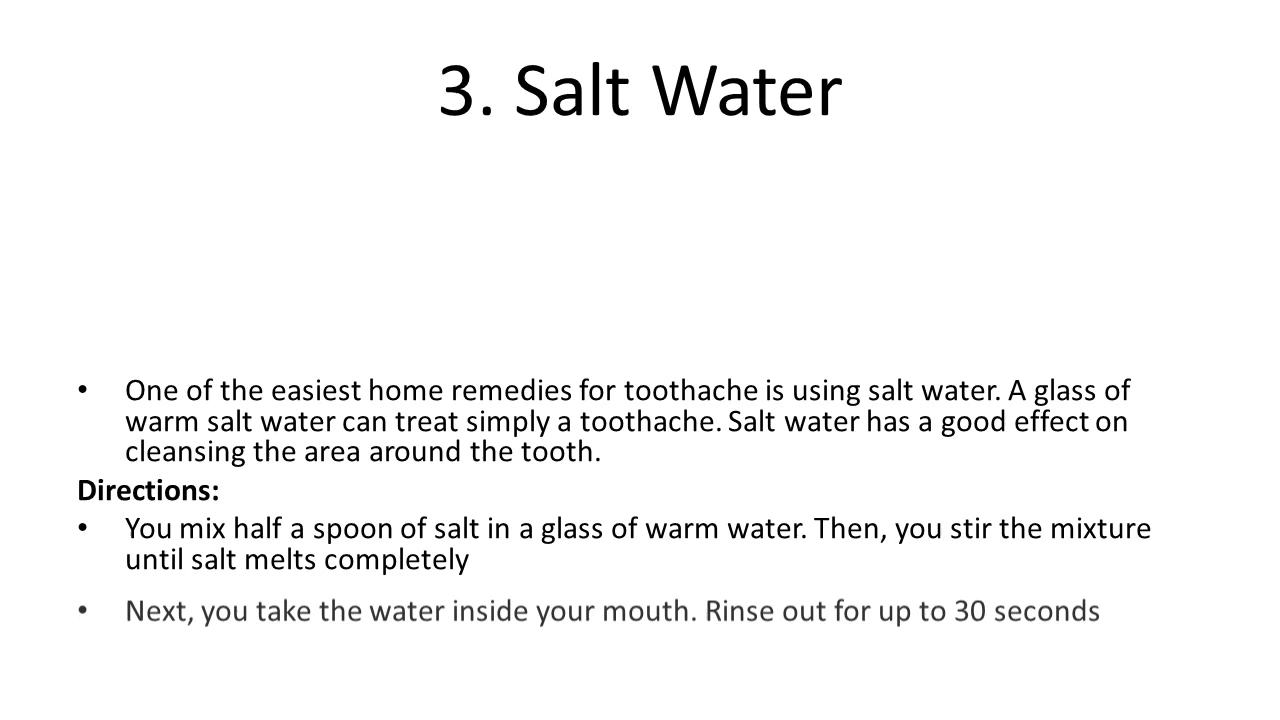 3. Salt Water
• One of the easiest home remedies for toothache is using salt water. A glass of
warm salt water can treat simply a toothache. Salt water has a good effect on
cleansing the area around the tooth.
Directions:
• You mix half a spoon of salt in a glass of warm water. Then, you stir the mixture
until salt melts completely
• Next, you take the water inside your mouth. Rinse out for up to 30 seconds